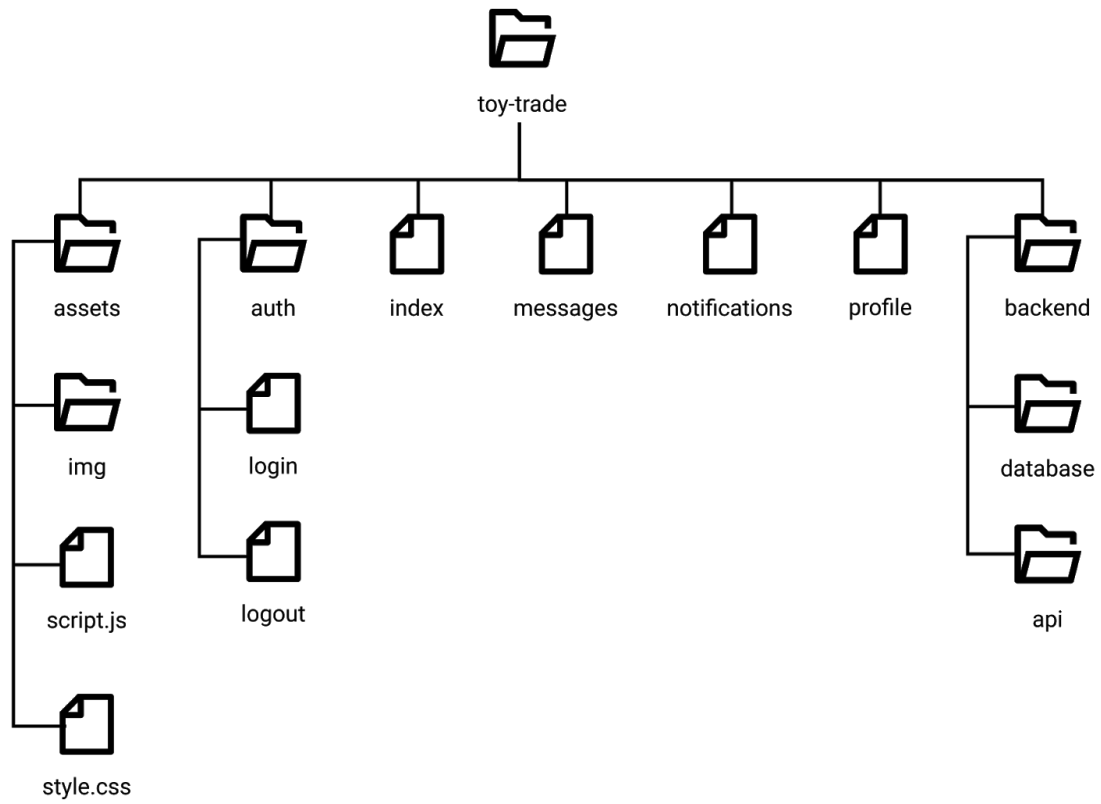 toy-trade
assets
auth
index
messages
notifications
profile
backend
img
login
database
script.js
logout
api
style.css